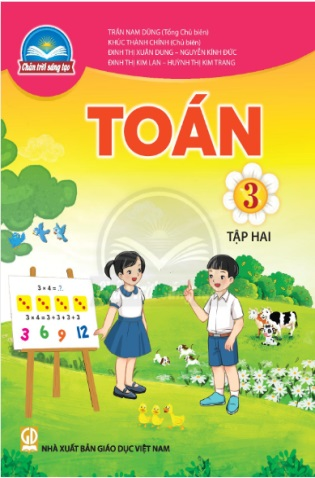 Chân trời sáng tạo
TRẦN NAM DŨNG (Tổng Chủ biên)
KHÚC THÀNH CHÍNH (Chủ biên)
ĐINH THỊ XUÂN DUNG – NGUYỄN KÍNH ĐỨC
ĐINH THỊ KIM LAN – HUỲNH THỊ KIM TRANG
TOÁN
3
TẬP HAI
3 × 4 = ?
3 × 4 = 3 + 3 + 3 + 3
3 6 9 12
GD
NHÀ XUẤT BẢN GIÁO DỤC VIỆT NAM